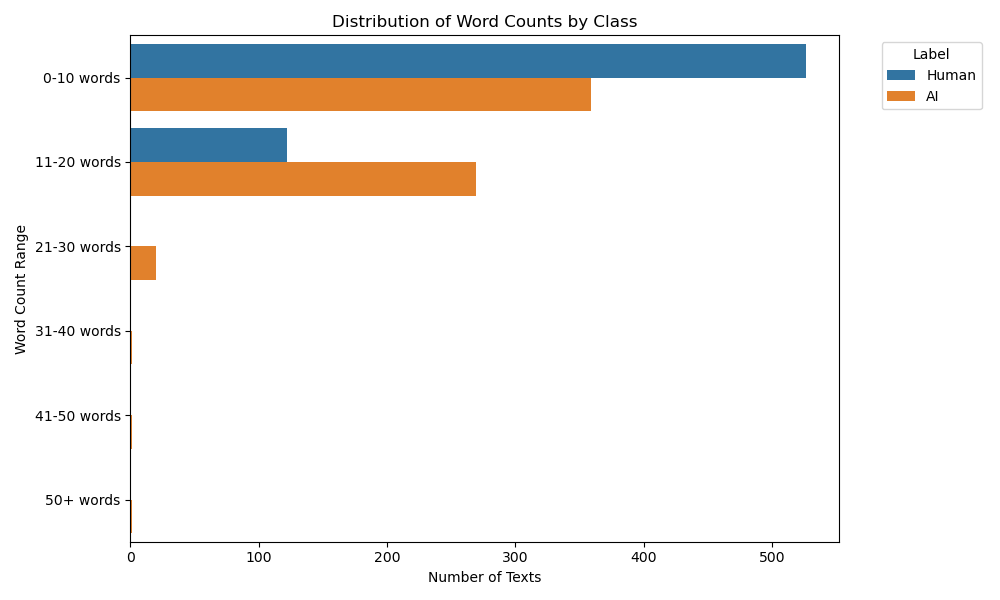 Distribution of Word Counts by Class
Label
Human
AI
0-10 words
11-20 words
21-30 words
31-40 words
41-50 words
50+ words
Word Count Range
0 100 200 300 400 500
Number of Texts